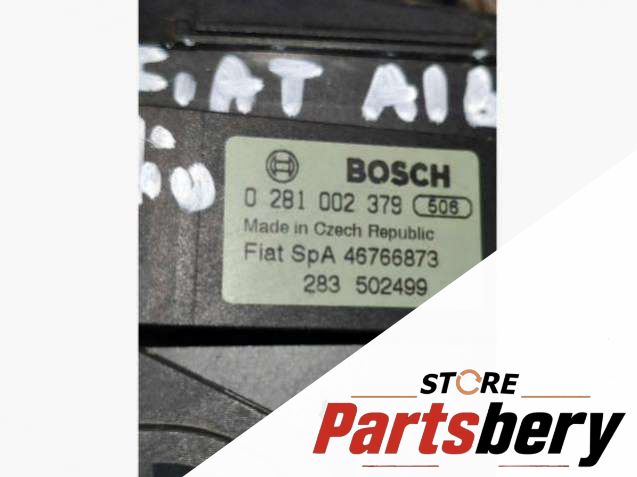 FIAT
BOSCH
0 281 002 379 506
Made in Czech Republic
Fiat SpA 46766873
283 502499
STORE
Partsbery